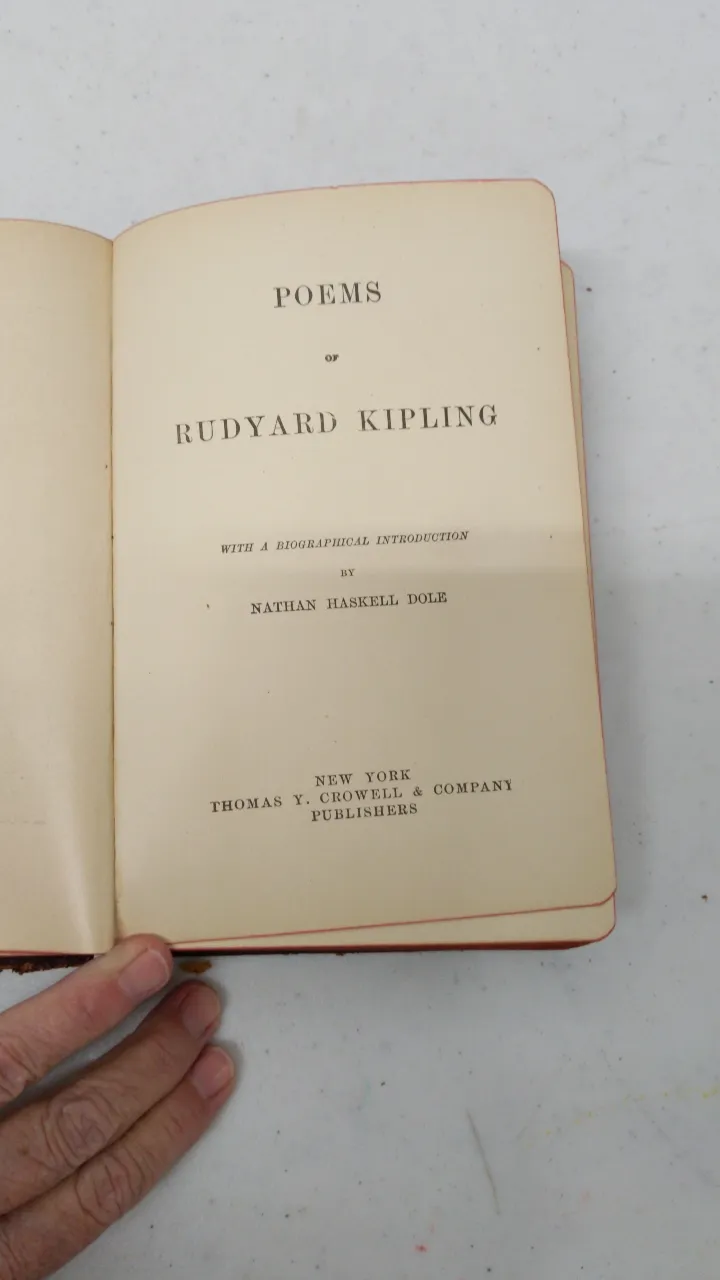 POEMS
OF
RUDYARD KIPLING
WITH A BIOGRAPHICAL INTRODUCTION
BY
NATHAN HASKELL DOLE
NEW YORK
THOMAS Y. CROWELL & COMPANY
PUBLISHERS